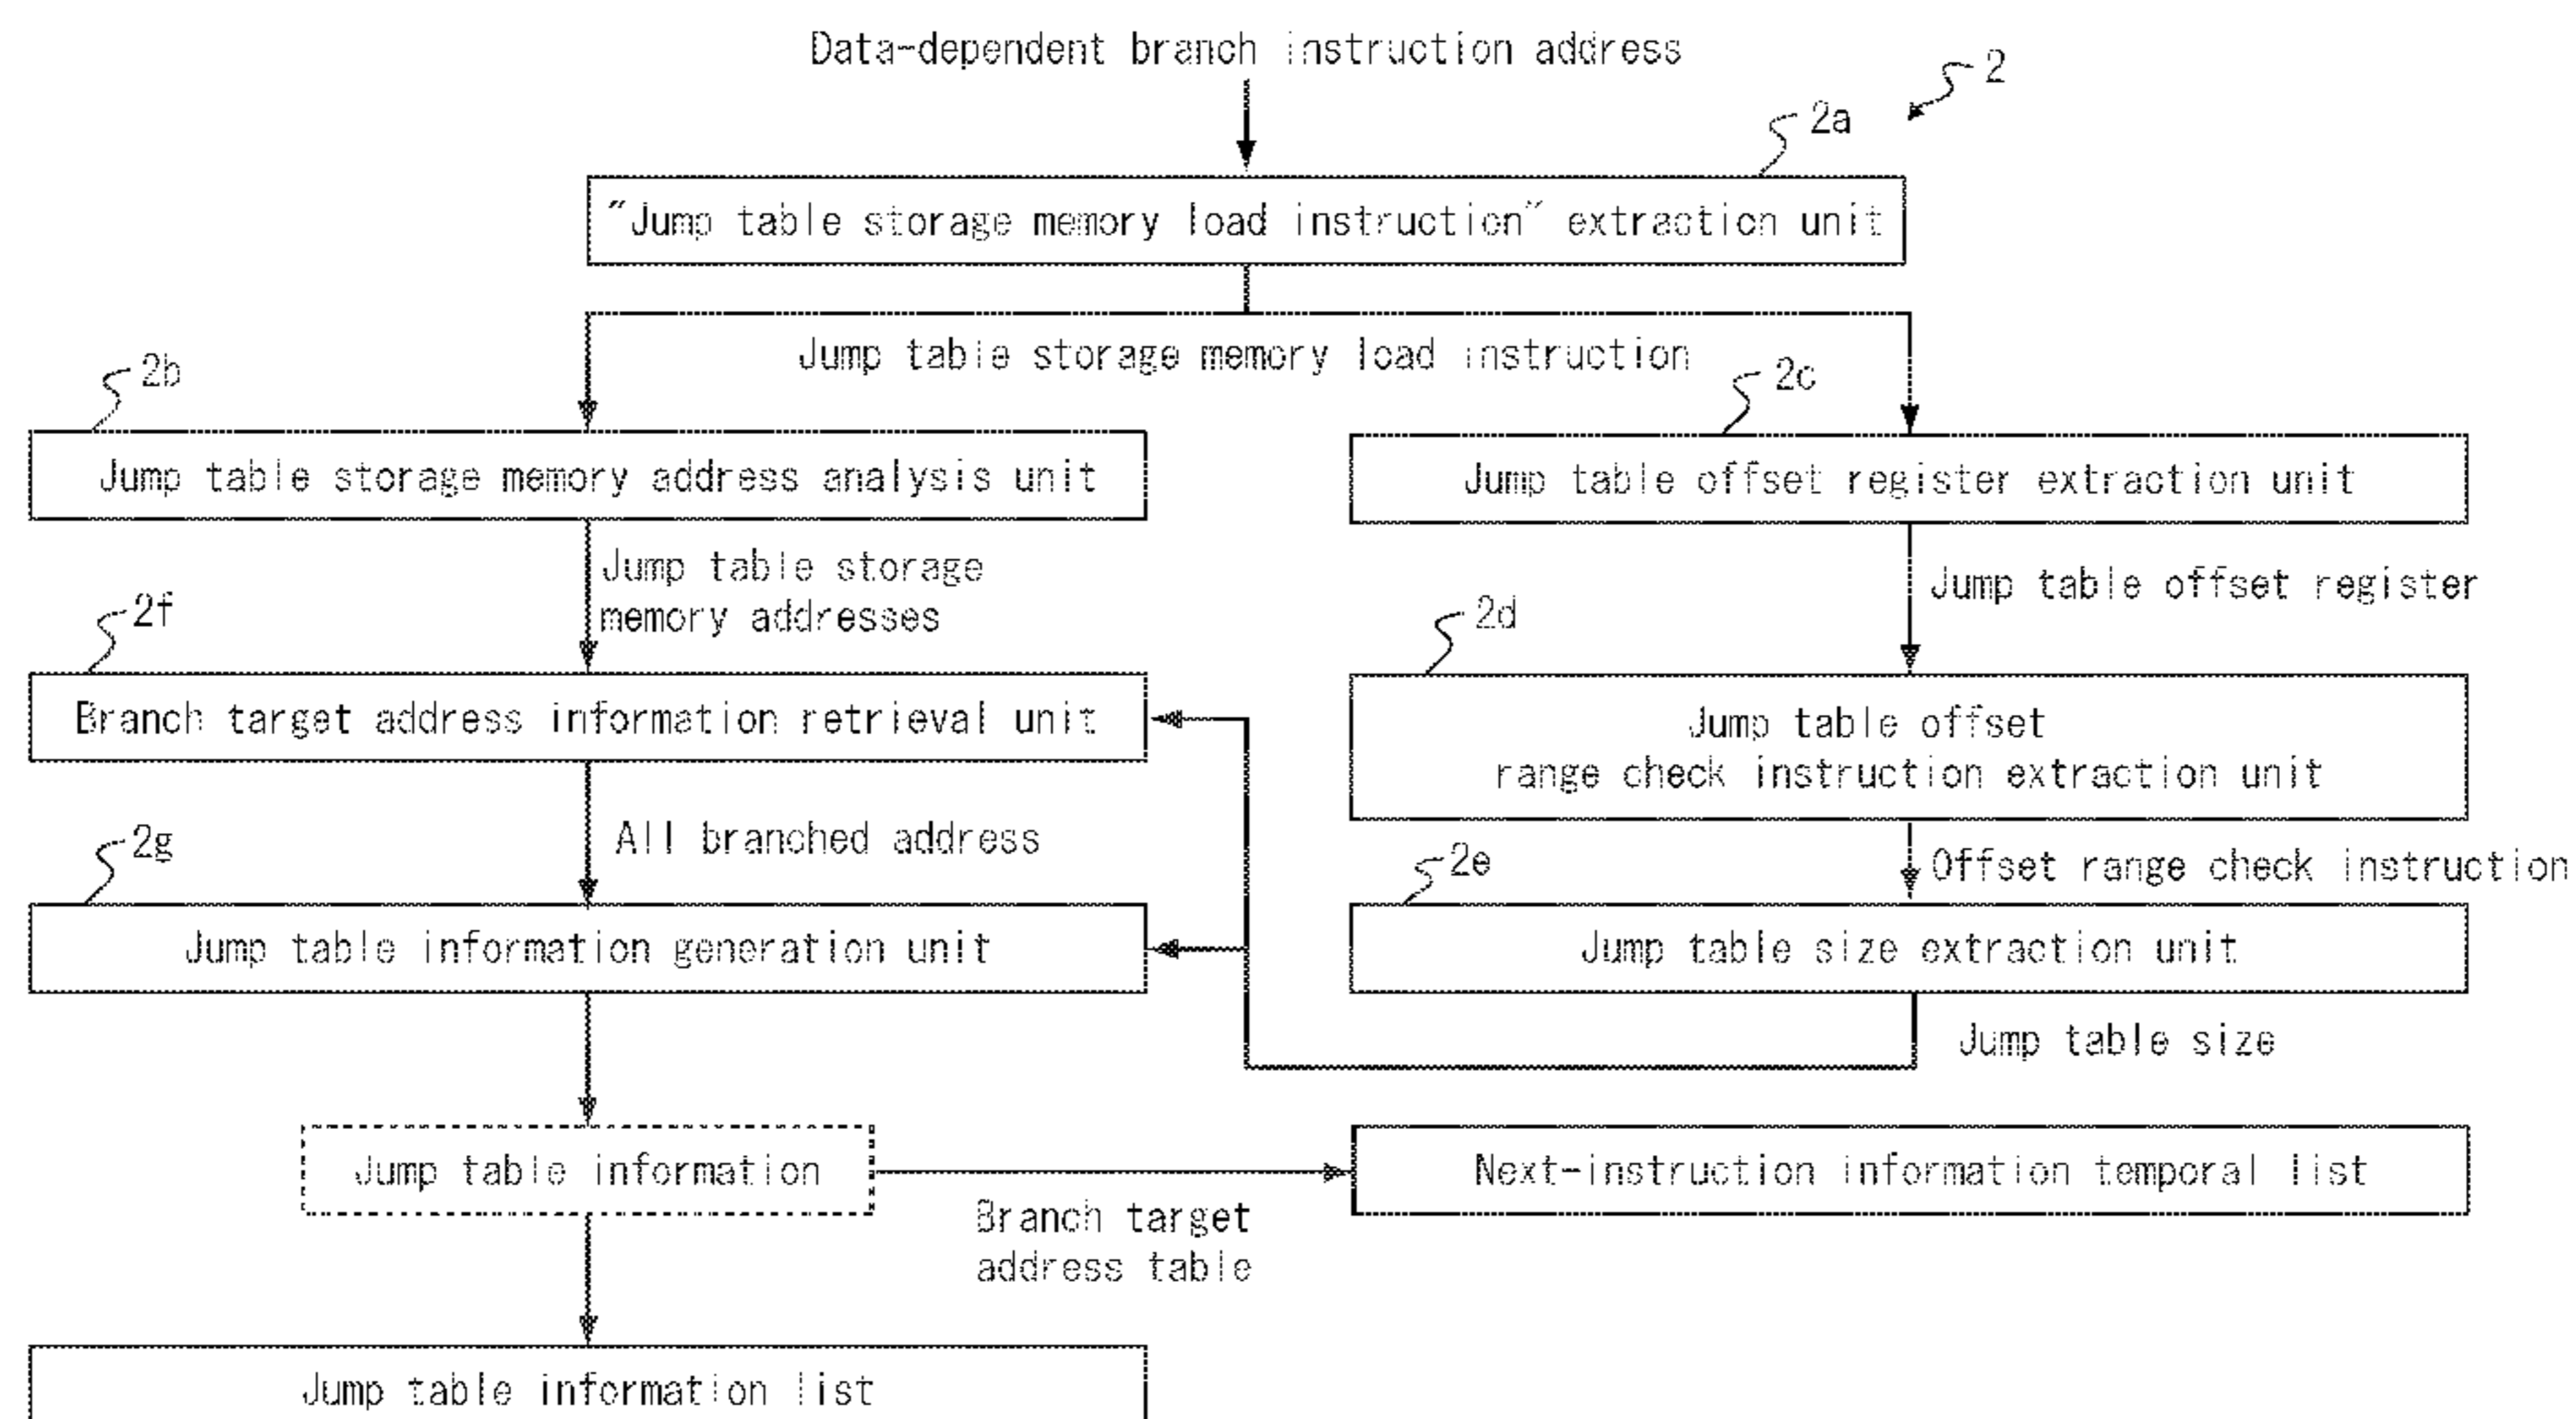 Data-dependent branch instruction address
2
2a
"Jump table storage memory load instruction" extraction unit
Jump table storage memory load instruction
2b
2c
Jump table storage memory address analysis unit
Jump table offset register extraction unit
Jump table storage
memory addresses
Jump table offset register
2f
2d
Branch target address information retrieval unit
Jump table offset
range check instruction extraction unit
All branched address
Offset range check instruction
2g
2e
Jump table information generation unit
Jump table size extraction unit
Jump table size
Jump table information
Next-instruction information temporal list
Branch target
address table
Jump table information list